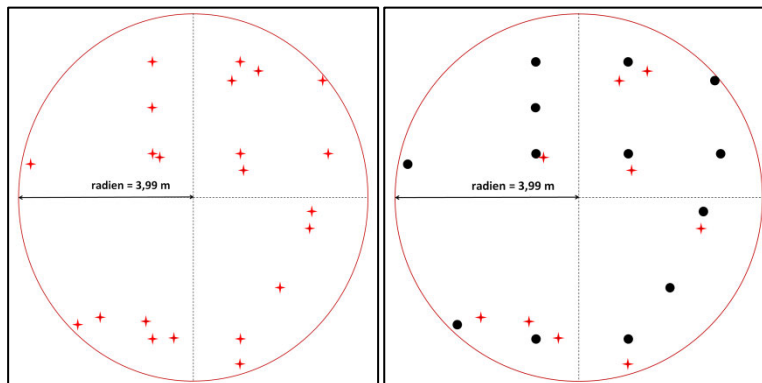 radien = 3,99 m
radien = 3,99 m